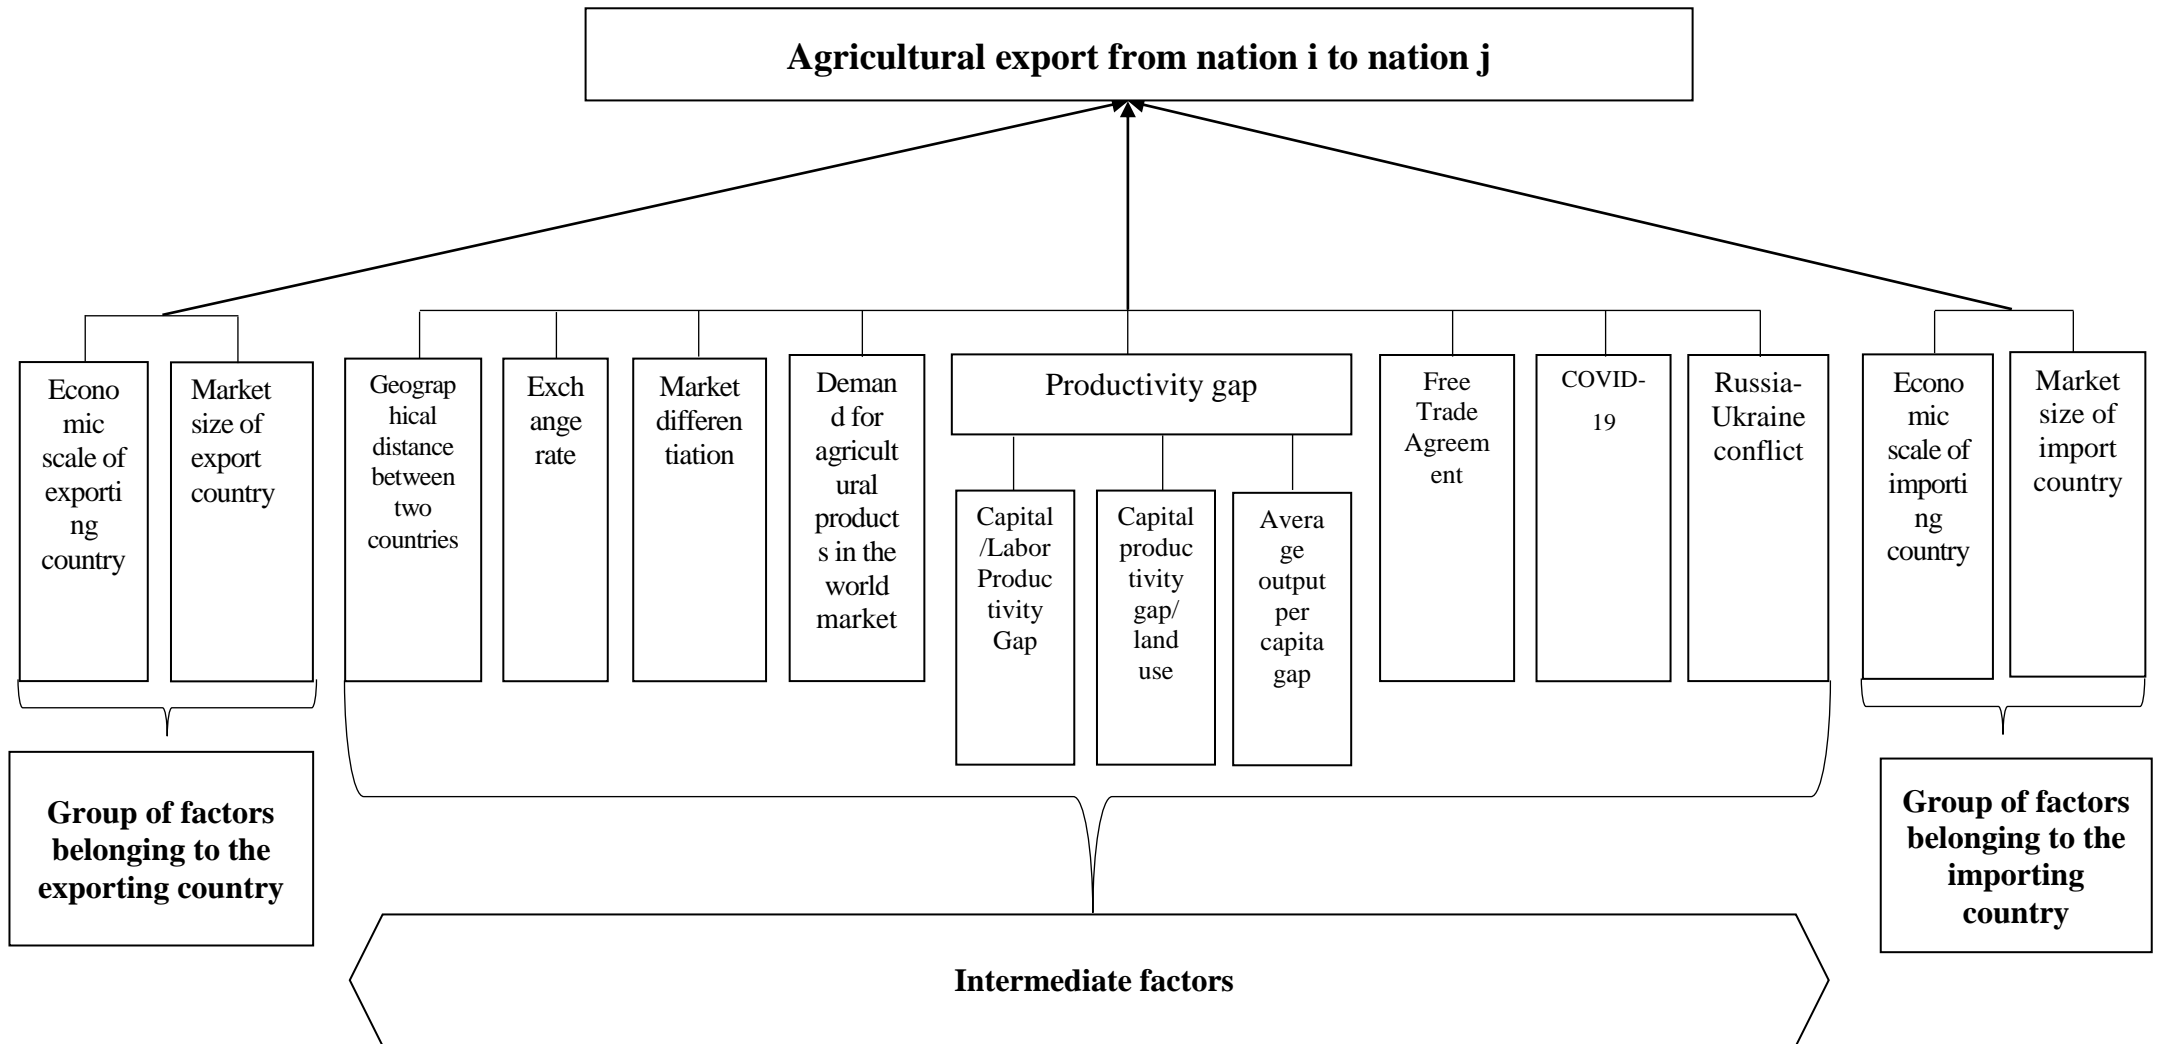 Agricultural export from nation i to nation j
Econo
mic
scale of
exporti
ng
country
Market
size of
export
country
Geograp
hical
distance
between
two
countries
Exch
ange
rate
Market
differen
tiation
Deman
d for
agricult
ural
product
s in the
world
market
Productivity gap
Capital
/Labor
Produc
tivity
Gap
Capital
produc
tivity
gap/
land
use
Avera
ge
output
per
capita
gap
Free
Trade
Agreem
ent
COVID-
19
Russia-
Ukraine
conflict
Econo
mic
scale of
importi
ng
country
Market
size of
import
country
Group of factors
belonging to the
exporting country
Intermediate factors
Group of factors
belonging to the
importing
country